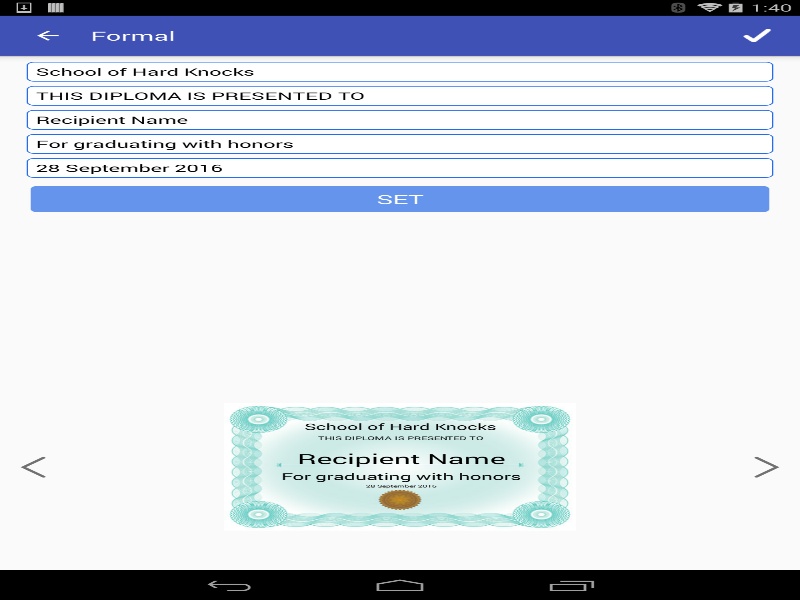 1:40
Formal
School of Hard Knocks
THIS DIPLOMA IS PRESENTED TO
Recipient Name
For graduating with honors
28 September 2016
SET
School of Hard Knocks
THIS DIPLOMA IS PRESENTED TO
Recipient Name
For graduating with honors
28 September 2016